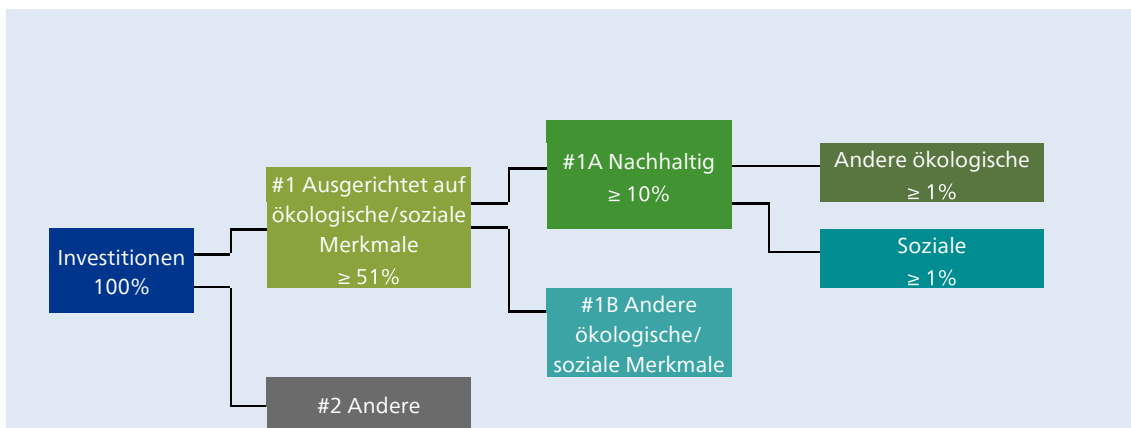 Investitionen
100%
#1 Ausgerichtet auf
ökologische/soziale
Merkmale
≥ 51%
#2 Andere
#1A Nachhaltig
≥ 10%
#1B Andere
ökologische/
soziale Merkmale
Andere ökologische
≥ 1%
Soziale
≥ 1%